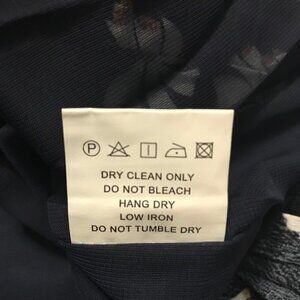 P
DRY CLEAN ONLY
DO NOT BLEACH
HANG DRY
LOW IRON
DO NOT TUMBLE DRY